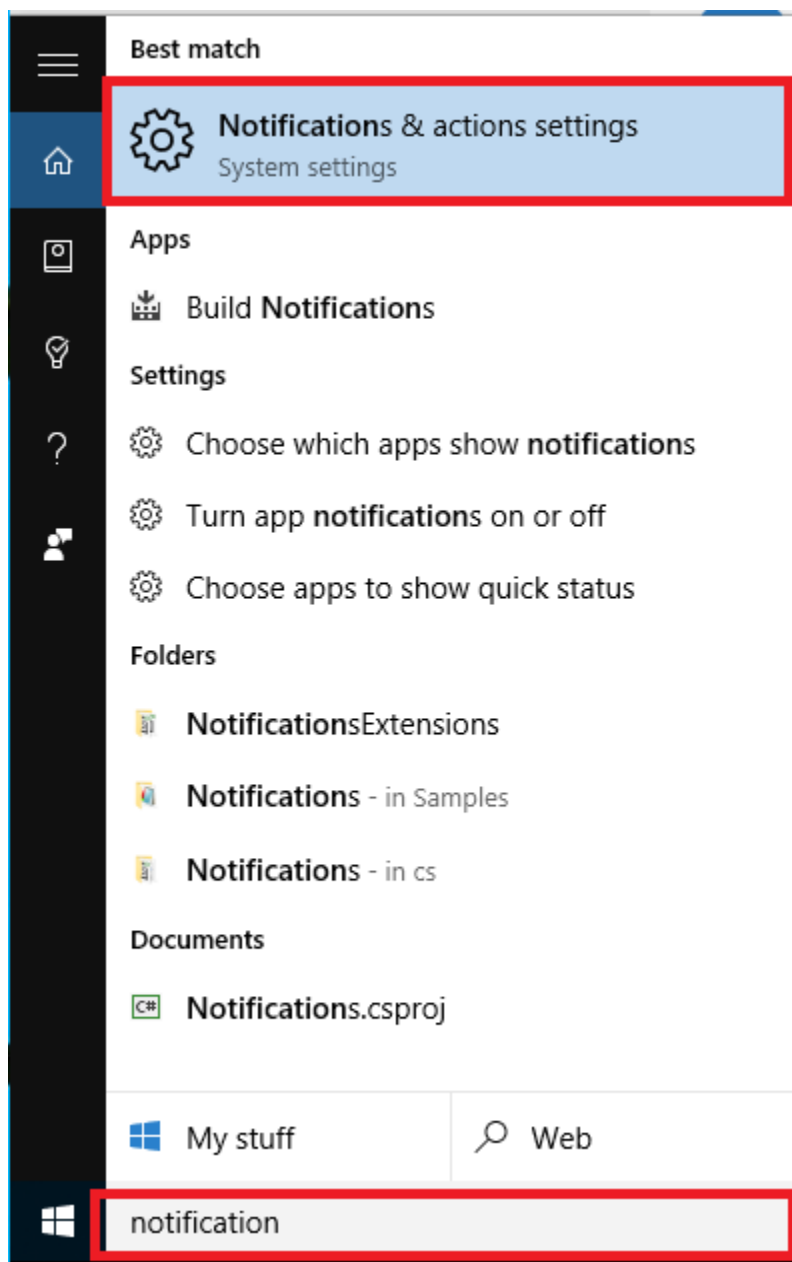 Best match
Notifications & actions settings
System settings
Apps
Build Notifications
Settings
Choose which apps show notifications
Turn app notifications on or off
Choose apps to show quick status
Folders
NotificationsExtensions
Notifications - in Samples
Notifications - in cs
Documents
C# Notifications.csproj
My stuff
Web
notification